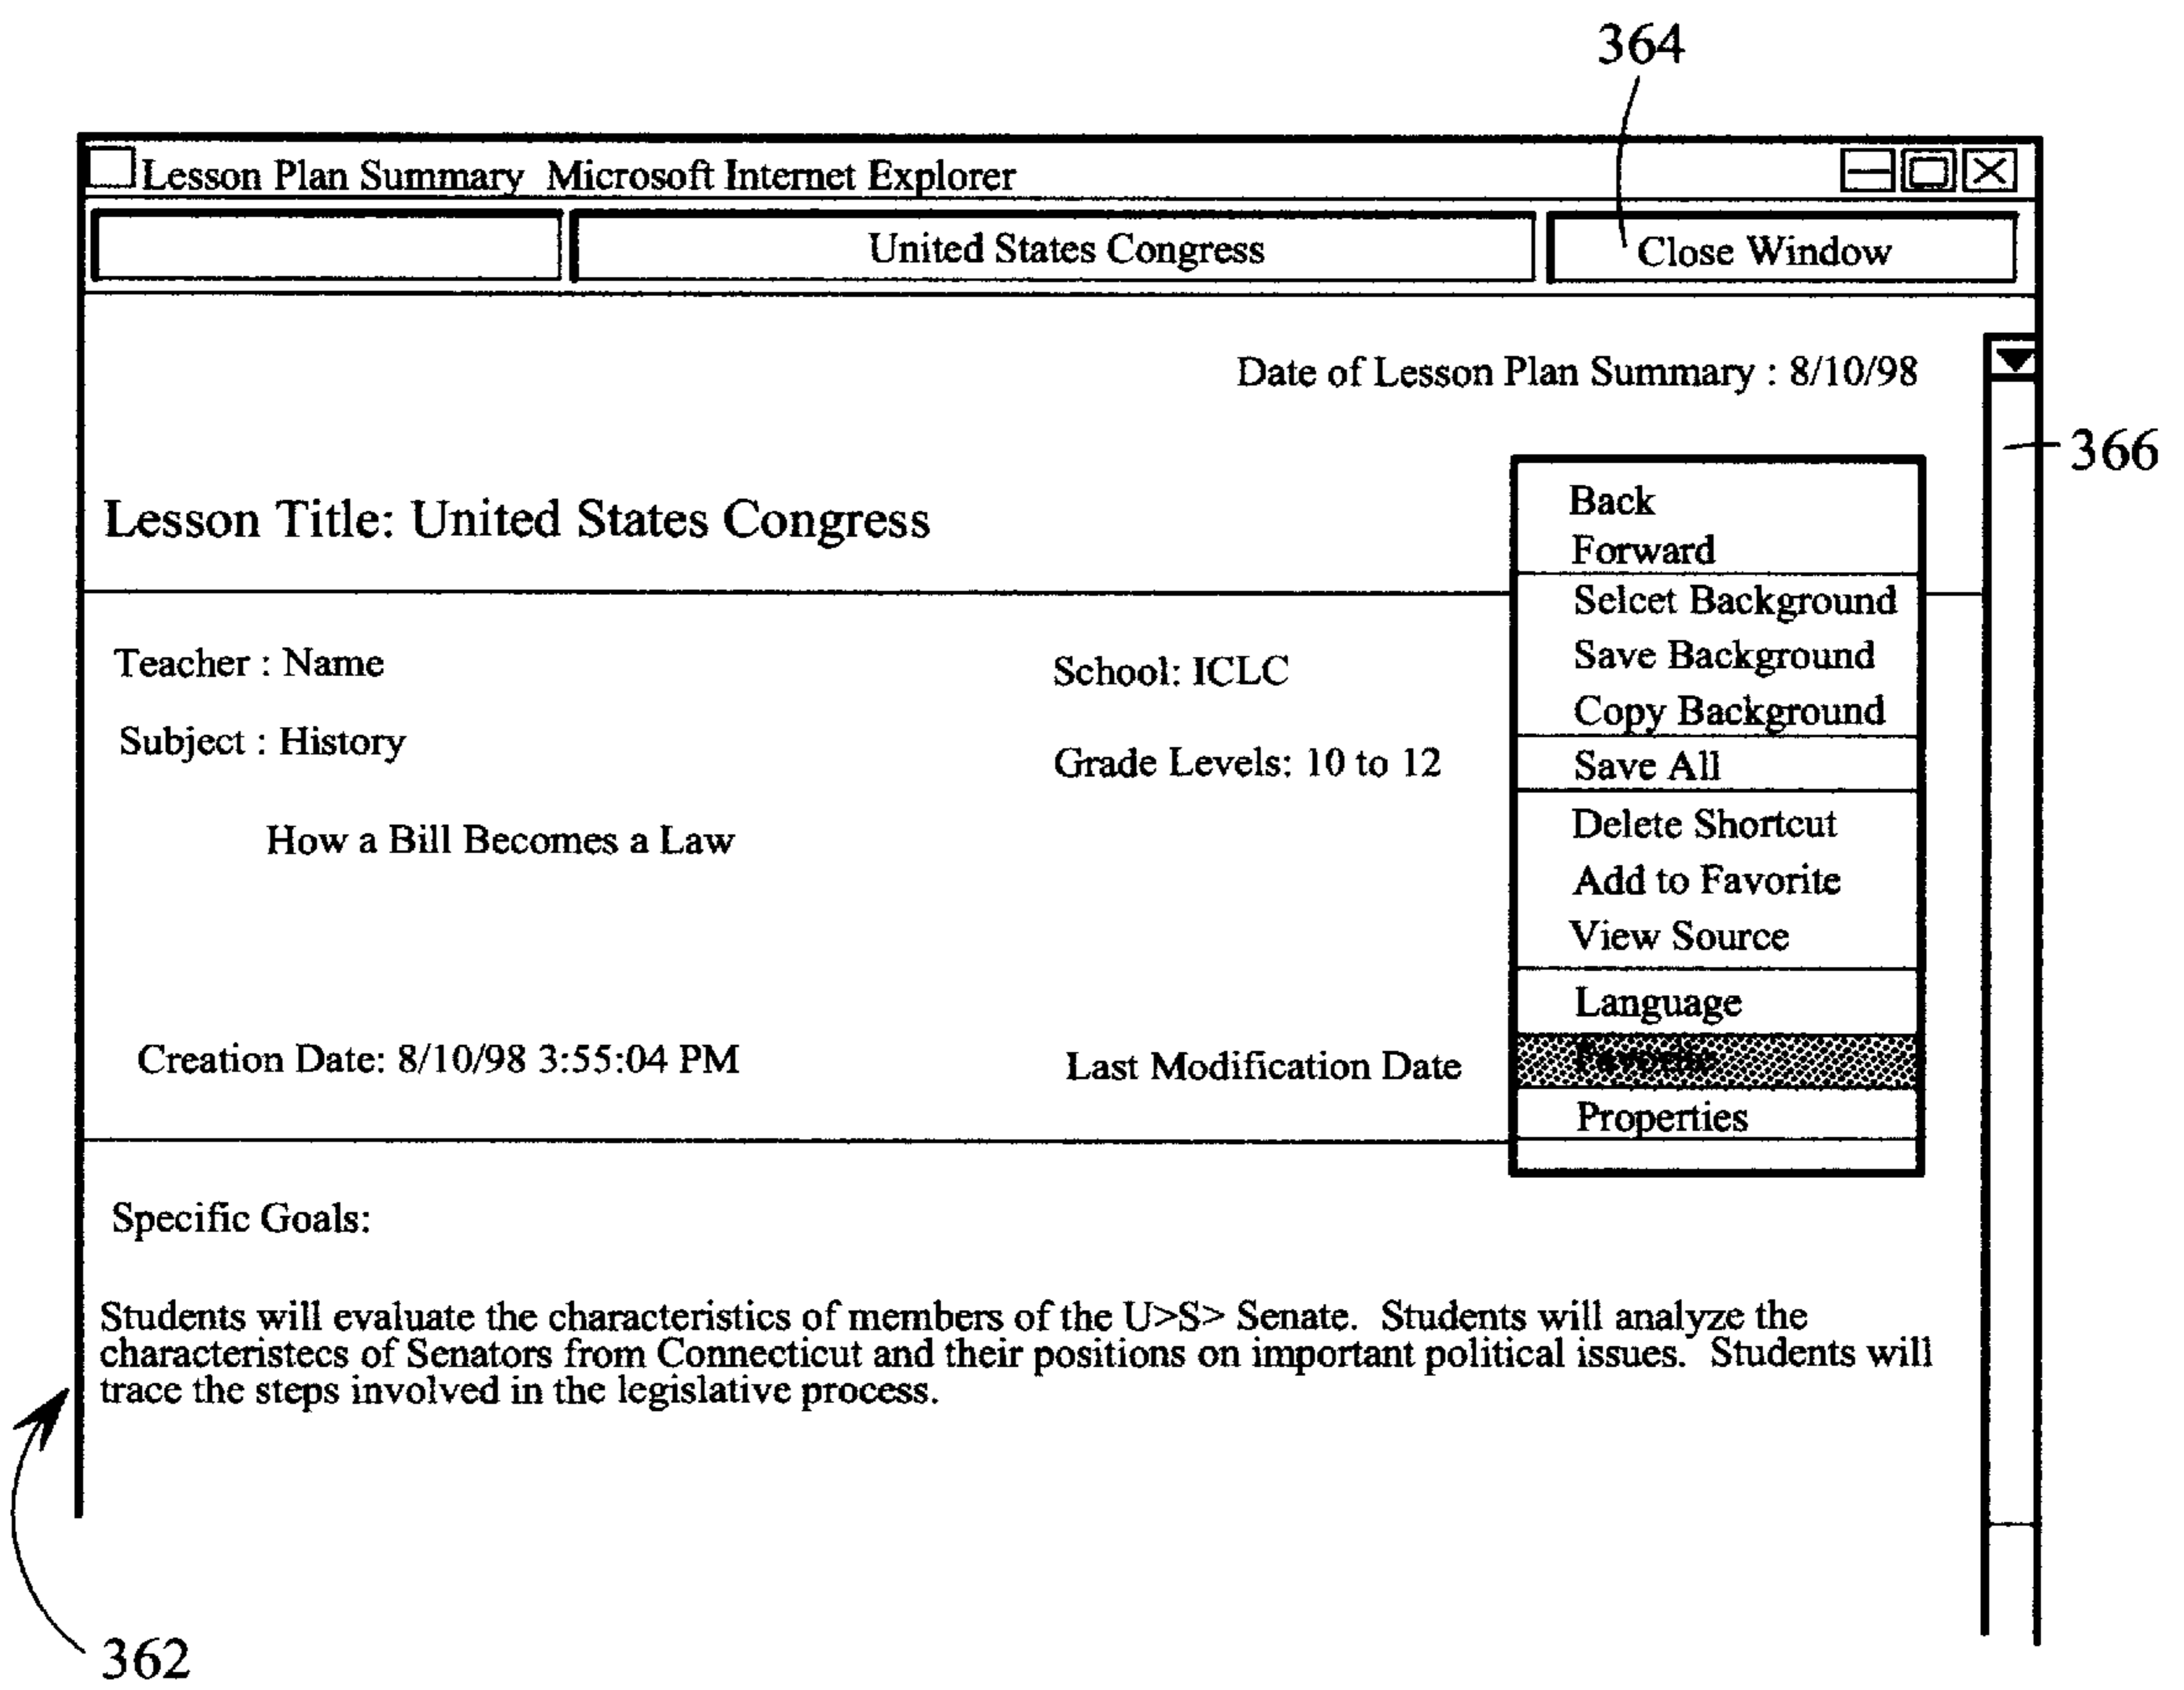 364
Lesson Plan Summary Microsoft Internet Explorer
United States Congress
Close Window
Date of Lesson Plan Summary : 8/10/98
366
Lesson Title: United States Congress
Back
Forward
Selcet Background
Save Background
Copy Background
Save All
Delete Shortcut
Add to Favorite
View Source
Language
Favorite
Properties
Teacher : Name
School: ICLC
Subject : History
Grade Levels: 10 to 12
How a Bill Becomes a Law
Creation Date: 8/10/98 3:55:04 PM
Last Modification Date
Specific Goals:
Students will evaluate the characteristics of members of the U>S> Senate. Students will analyze the
characteristecs of Senators from Connecticut and their positions on important political issues. Students will
trace the steps involved in the legislative process.
362